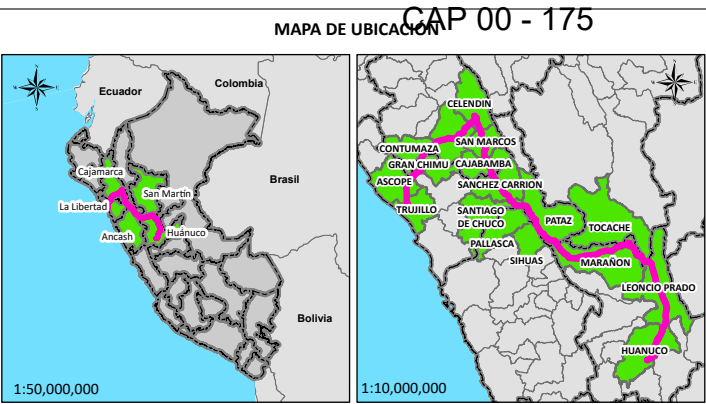 CAP 00 - 175
MAPA DE UBICACIÓN
Ecuador
Colombia
Cajamarca
San Martín
Brasil
La Libertad
Huánuco
Ancash
Bolivia
1:50,000,000
CELENDIN
CONTUMAZA
SAN MARCOS
GRAN CHIMU
CAJABAMBA
ASCOPE
SANCHEZ CARRION
TRUJILLO
SANTIAGO
DE CHUCO
PATAZ
TOCACHE
PALLASCA
SIHUAS
MARAÑON
LEONCIO PRADO
HUANUCO
1:10,000,000